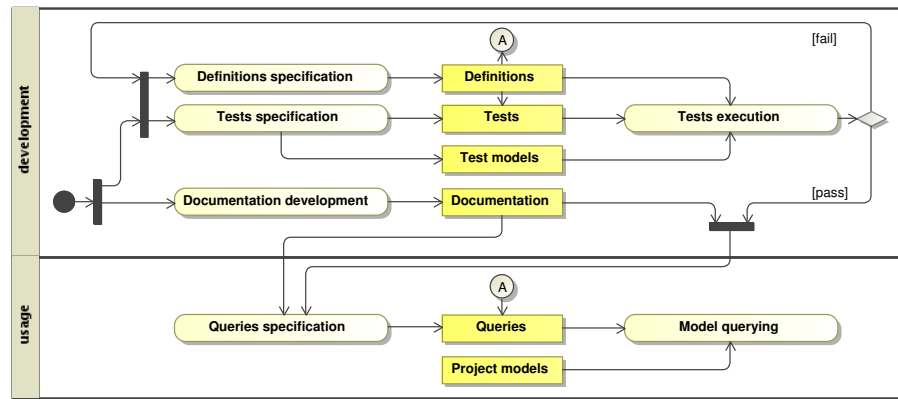 development
A
[fail]
Definitions specification
Definitions
Tests specification
Tests
Tests execution
Test models
[pass]
Documentation development
Documentation
usage
A
Queries specification
Queries
Model querying
Project models